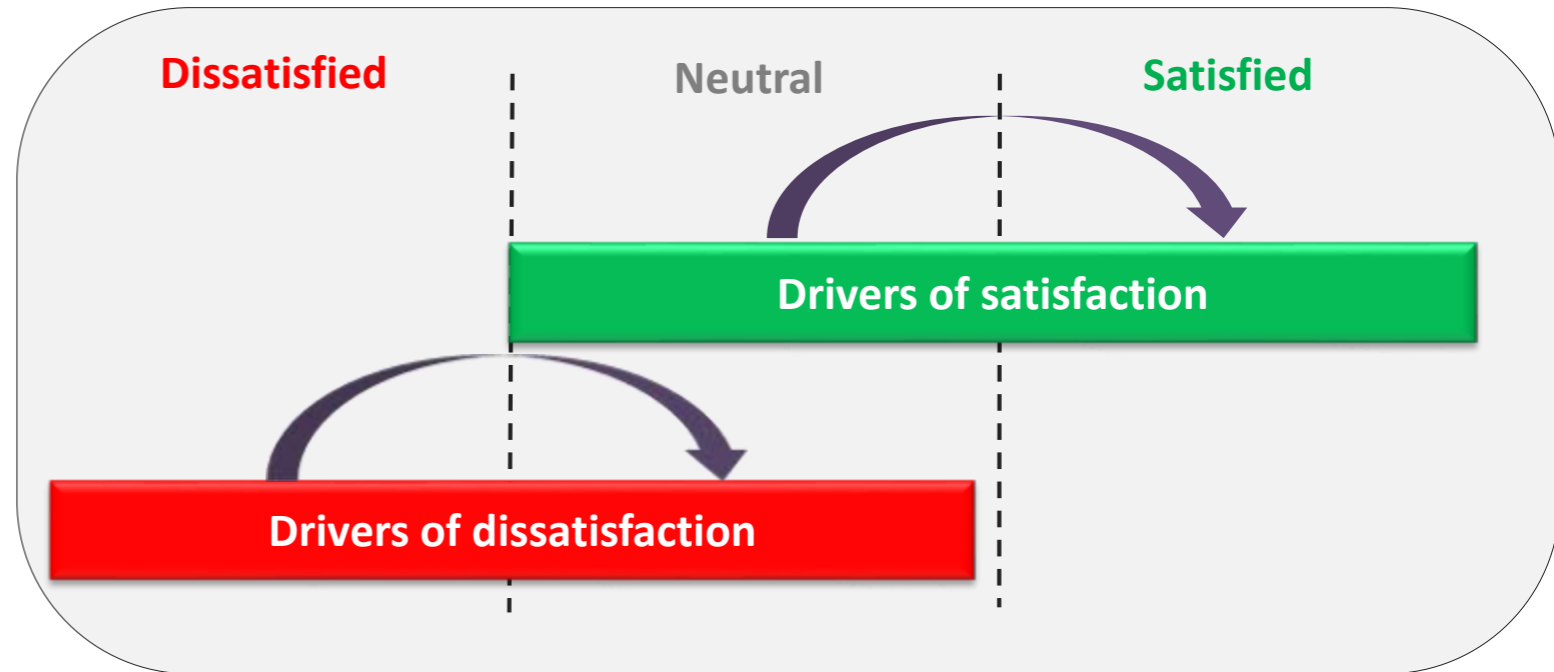 Dissatisfied
Neutral
Satisfied
Drivers of satisfaction
Drivers of dissatisfaction